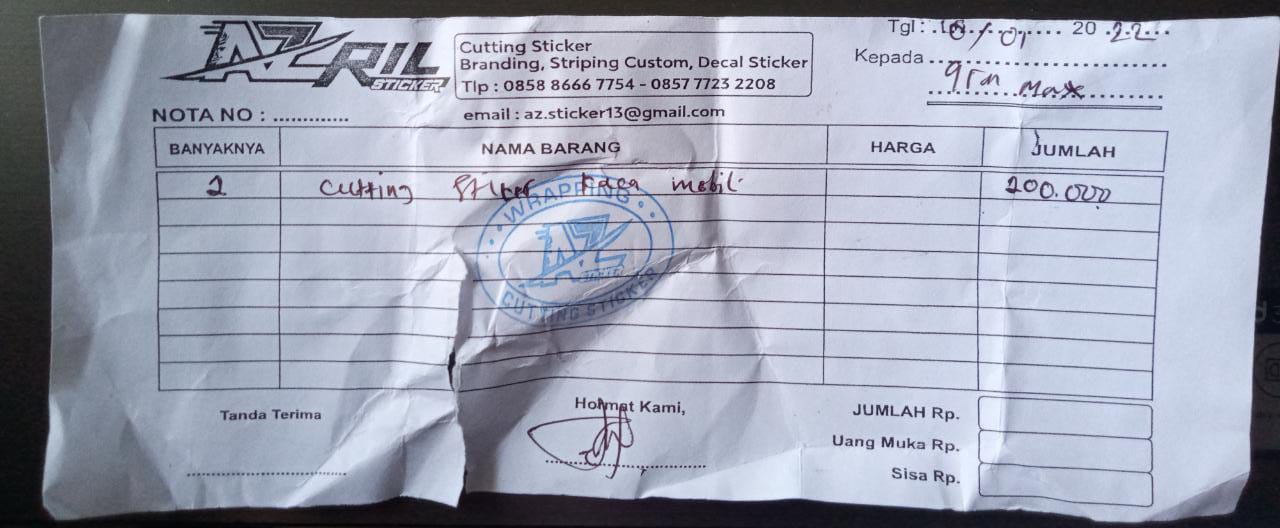 AZRIL STICKER
Cutting Sticker
Branding, Striping Custom, Decal Sticker
Tlp : 0858 8666 7754 - 0857 7723 2208
email : az.sticker13@gmail.com
Tgl : 18/01 20 22
Kepada
Max
NOTA NO :
BANYAKNYA NAMA BARANG HARGA JUMLAH
2 Cutting Stiker kaca mobil 200.000
WRAPPING
AZ
CUTTING STICKER
Tanda Terima
Hormat Kami,
JUMLAH Rp.
Uang Muka Rp.
Sisa Rp.